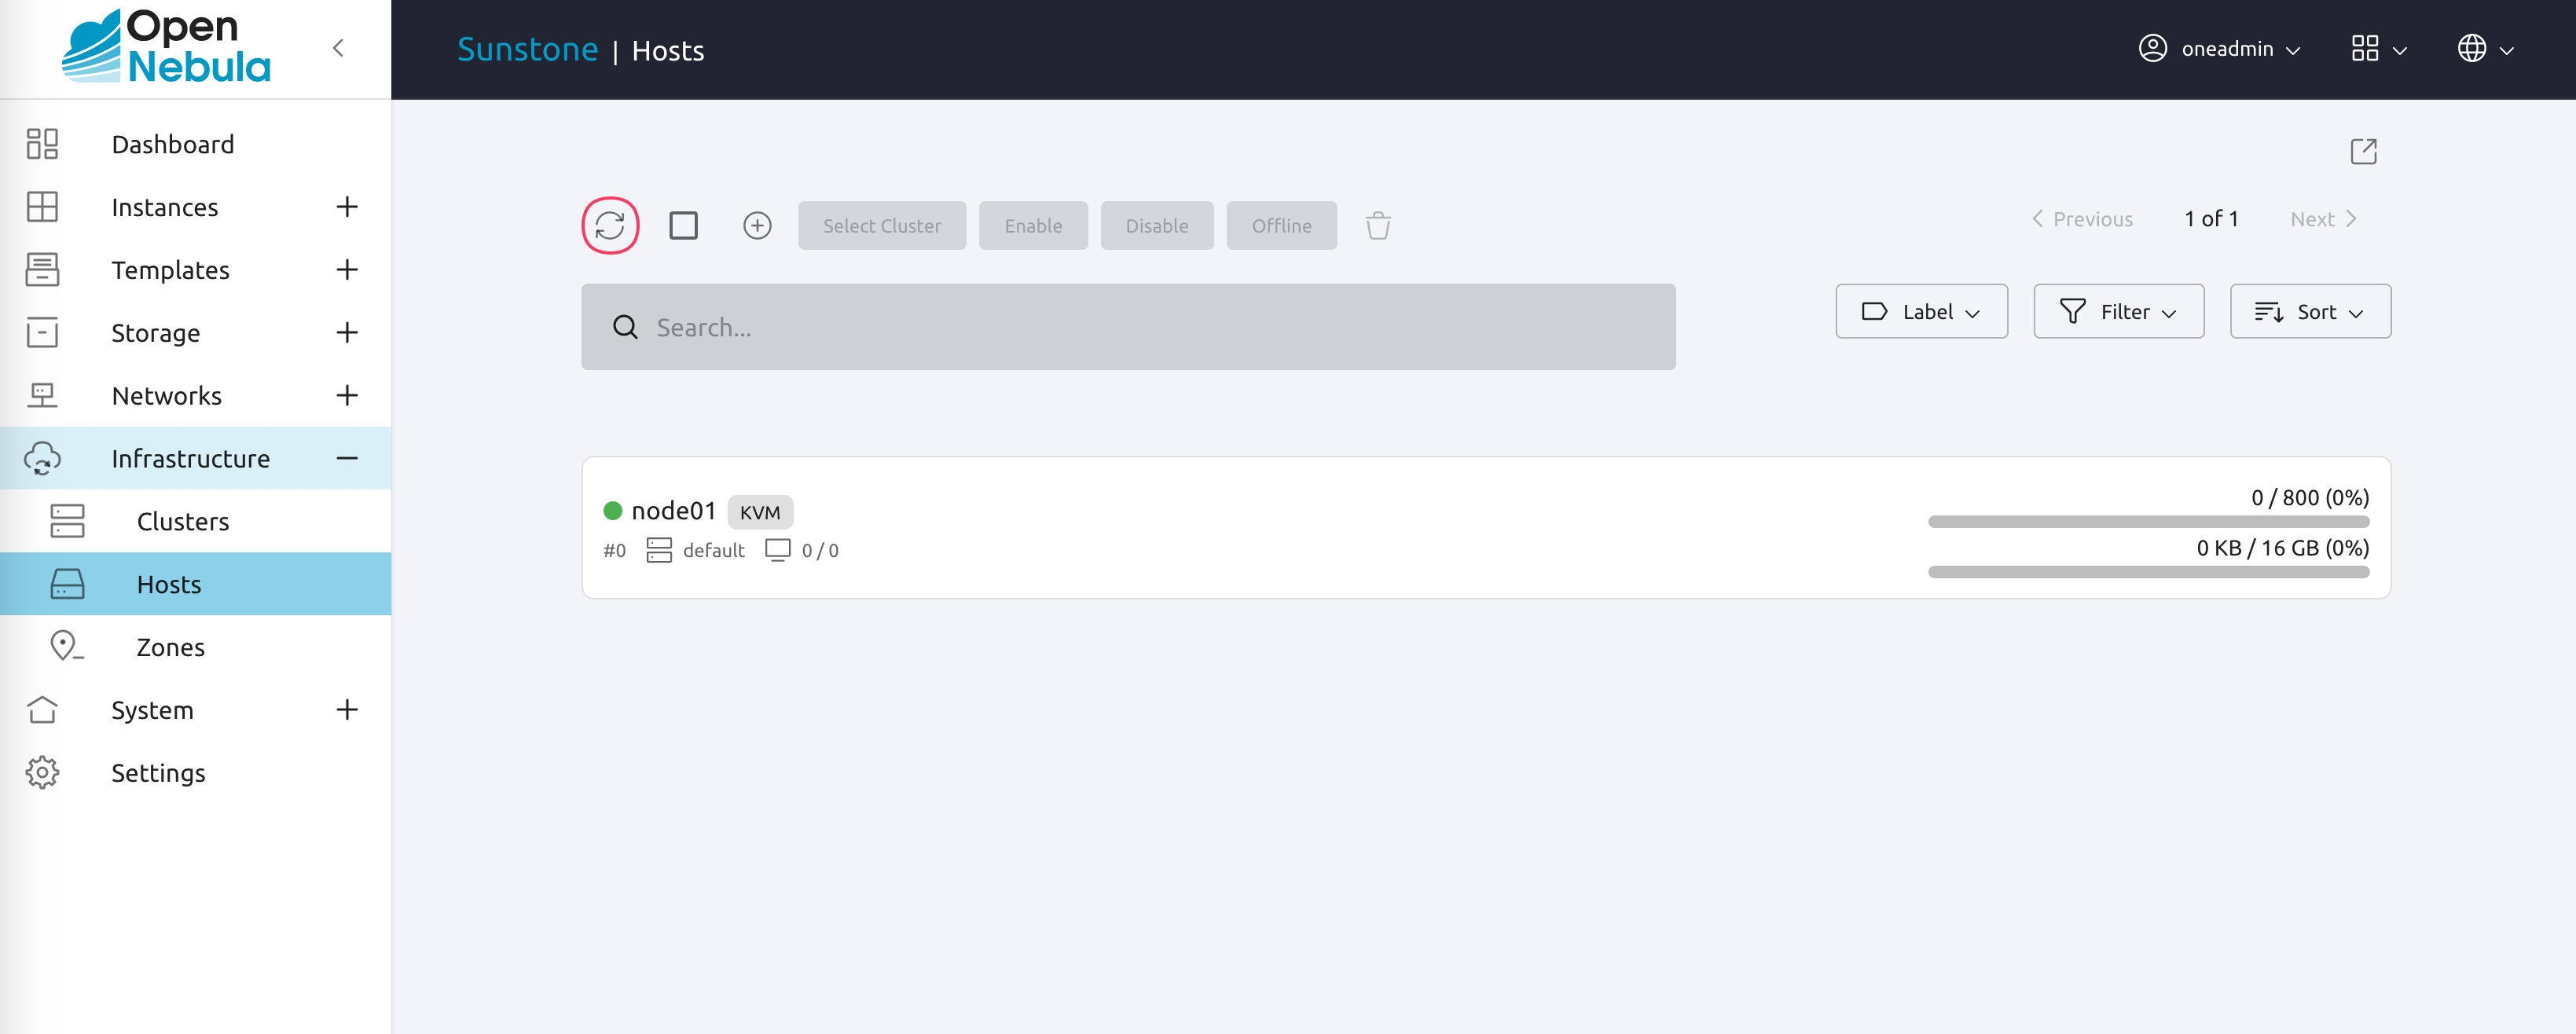 Open
Nebula
Sunstone | Hosts
oneadmin
Dashboard
Instances
Templates
Storage
Networks
Infrastructure
Clusters
Hosts
Zones
System
Settings
Select Cluster
Enable
Disable
Offline
Previous
1 of 1
Next
Search...
Label
Filter
Sort
node01 KVM
#0 default 0 / 0
0 / 800 (0%)
0 KB / 16 GB (0%)